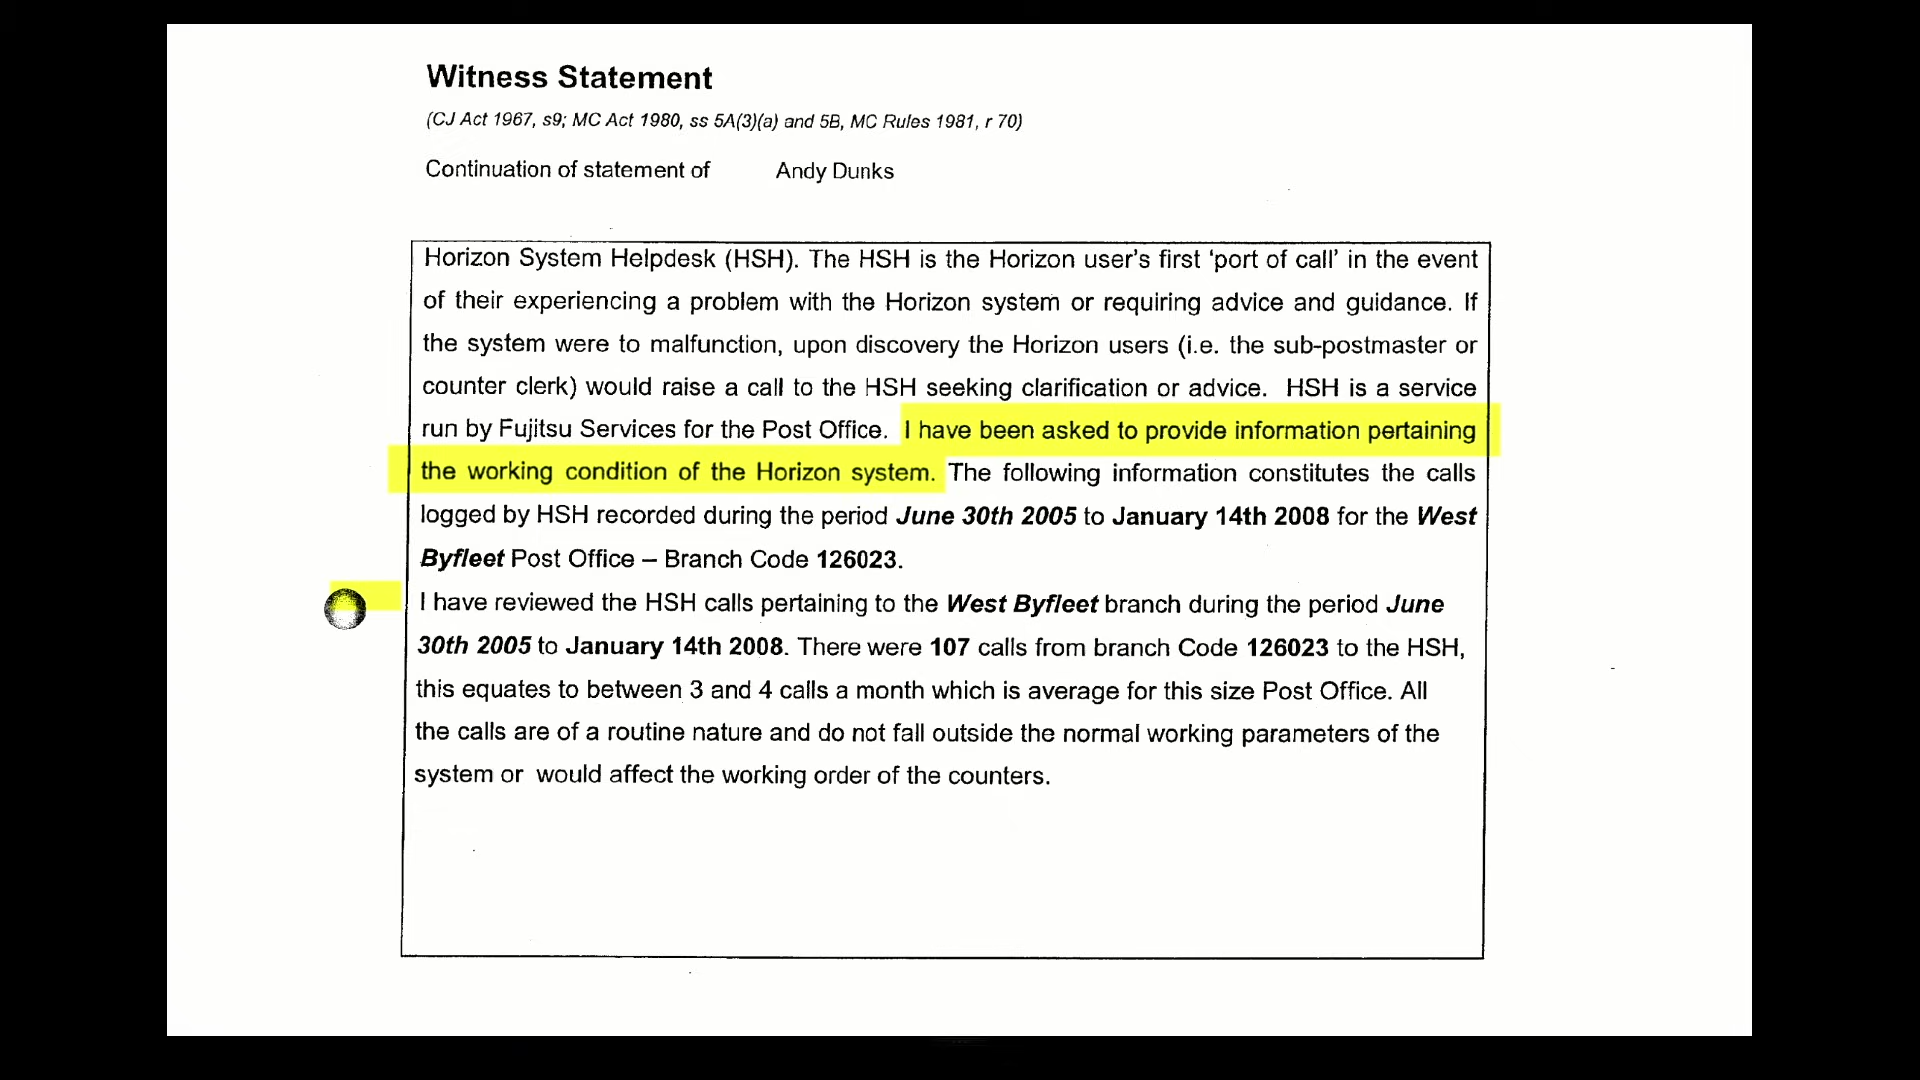 Witness Statement
(CJ Act 1967, s9; MC Act 1980, ss 5A(3)(a) and 5B, MC Rules 1981, r 70)
Continuation of statement of Andy Dunks
Horizon System Helpdesk (HSH). The HSH is the Horizon user's first 'port of call' in the event
of their experiencing a problem with the Horizon system or requiring advice and guidance. If
the system were to malfunction, upon discovery the Horizon users (i.e. the sub-postmaster or
counter clerk) would raise a call to the HSH seeking clarification or advice. HSH is a service
run by Fujitsu Services for the Post Office. I have been asked to provide information pertaining
the working condition of the Horizon system. The following information constitutes the calls
logged by HSH recorded during the period June 30th 2005 to January 14th 2008 for the West
Byfleet Post Office – Branch Code 126023.
I have reviewed the HSH calls pertaining to the West Byfleet branch during the period June
30th 2005 to January 14th 2008. There were 107 calls from branch Code 126023 to the HSH,
this equates to between 3 and 4 calls a month which is average for this size Post Office. All
the calls are of a routine nature and do not fall outside the normal working parameters of the
system or would affect the working order of the counters.